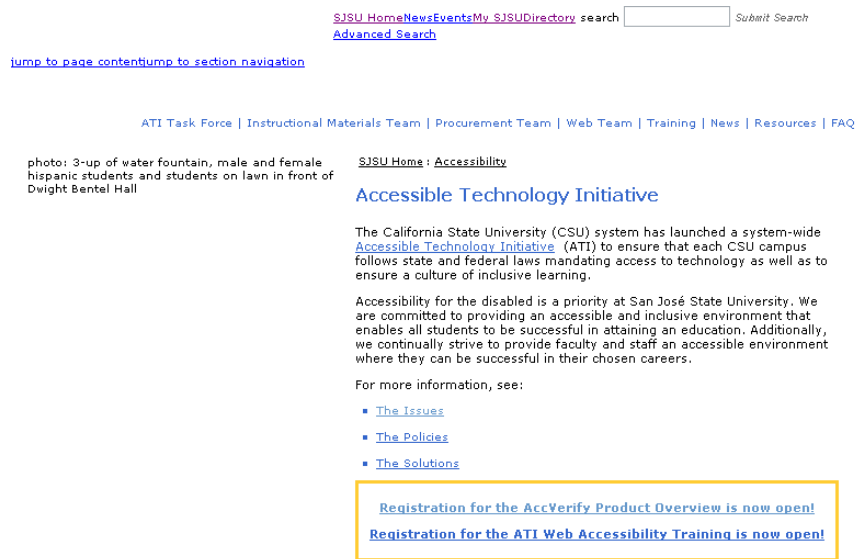 SJSU HomeNewsEventsMy SJSUDirectory search Submit Search
Advanced Search
jump to page contentjump to section navigation
ATI Task Force | Instructional Materials Team | Procurement Team | Web Team | Training | News | Resources | FAQ
photo: 3-up of water fountain, male and female
hispanic students and students on lawn in front of
Dwight Bentel Hall
SJSU Home : Accessibility
Accessible Technology Initiative
The California State University (CSU) system has launched a system-wide
Accessible Technology Initiative (ATI) to ensure that each CSU campus
follows state and federal laws mandating access to technology as well as to
ensure a culture of inclusive learning.
Accessibility for the disabled is a priority at San José State University. We
are committed to providing an accessible and inclusive environment that
enables all students to be successful in attaining an education. Additionally,
we continually strive to provide faculty and staff an accessible environment
where they can be successful in their chosen careers.
For more information, see:
The Issues
The Policies
The Solutions
Registration for the AccVerify Product Overview is now open!
Registration for the ATI Web Accessibility Training is now open!